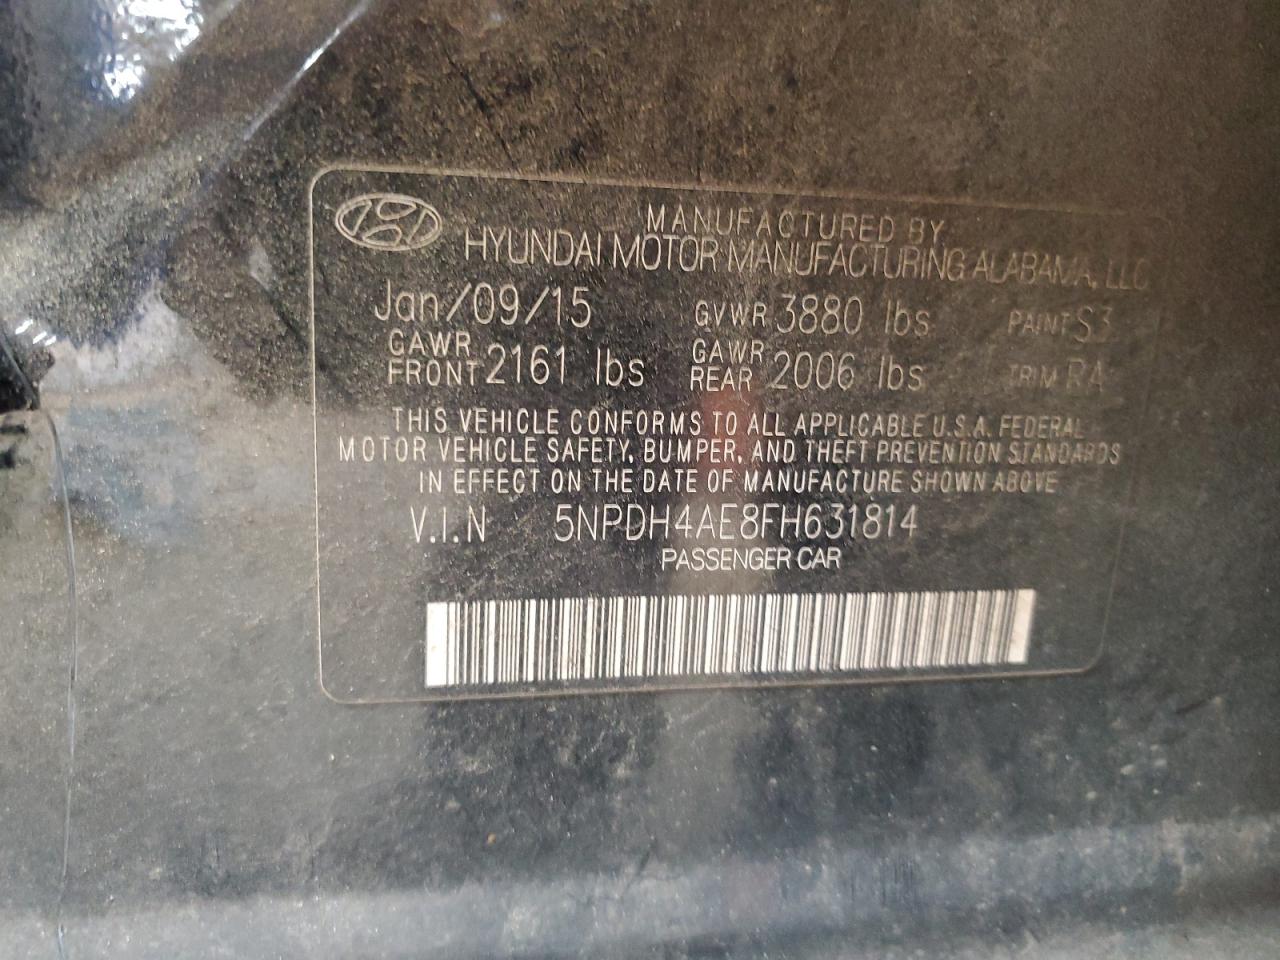 MANUFACTURED BY
HYUNDAI MOTOR MANUFACTURING ALABAMA, LLC
Jan/09/15 GVWR 3880 lbs PAINT S3
GAWR FRONT 2161 lbs GAWR REAR 2006 lbs TRIM RA
THIS VEHICLE CONFORMS TO ALL APPLICABLE U.S.A. FEDERAL
MOTOR VEHICLE SAFETY, BUMPER, AND THEFT PREVENTION STANDARDS
IN EFFECT ON THE DATE OF MANUFACTURE SHOWN ABOVE
V.I.N 5NPDH4AE8FH631814
PASSENGER CAR